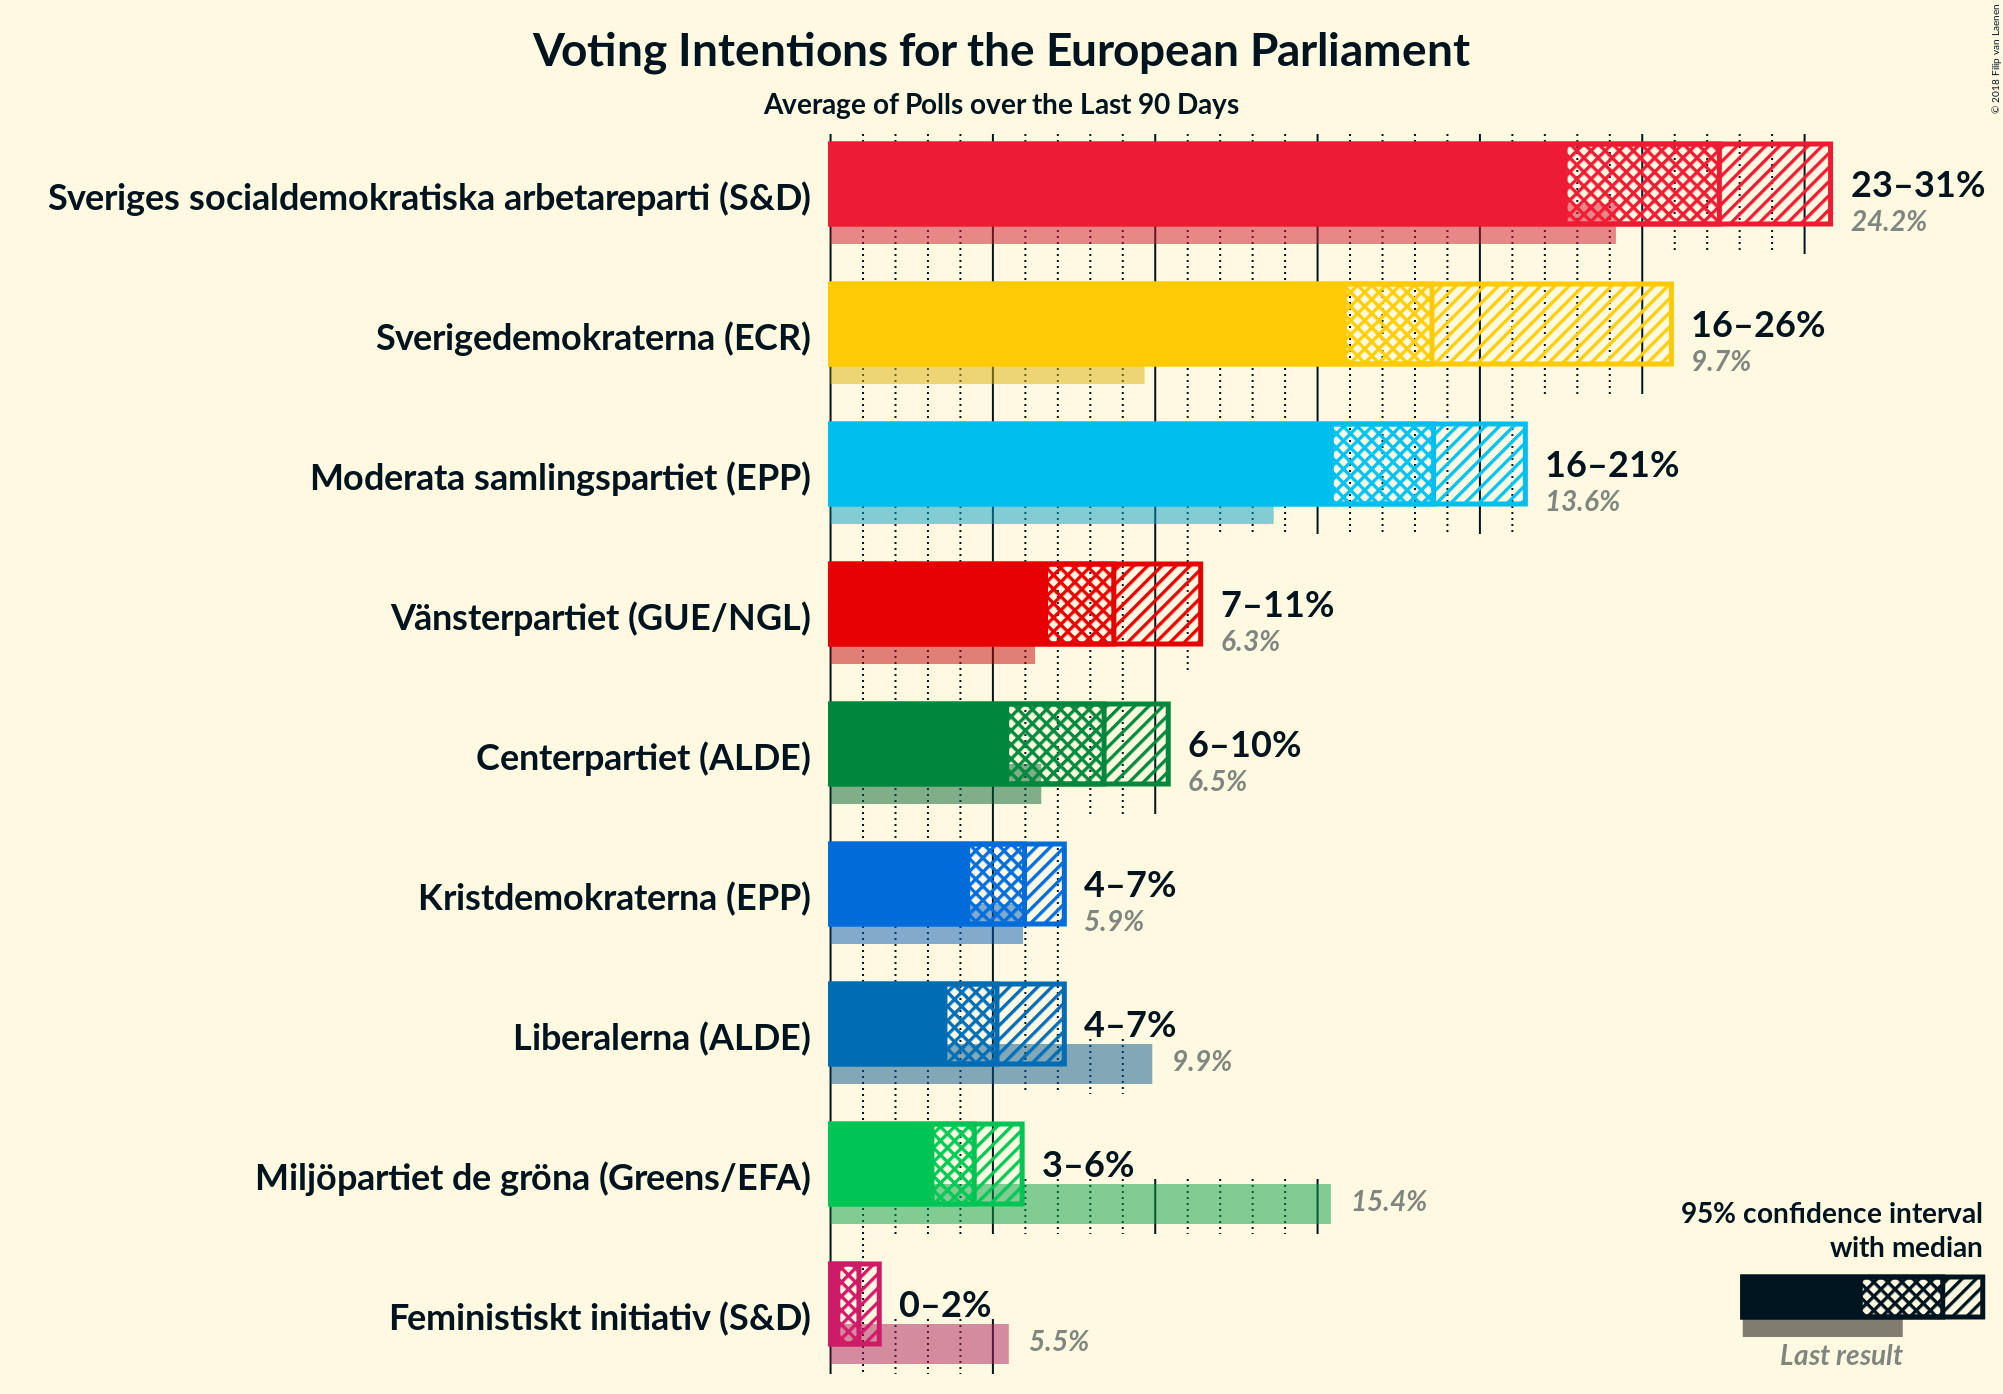 Voting Intentions for the European Parliament
Average of Polls over the Last 90 Days
© 2018 Filip van Laenen
Sveriges socialdemokratiska arbetareparti (S&D)
23–31%
24.2%
Sverigedemokraterna (ECR)
16–26%
9.7%
Moderata samlingspartiet (EPP)
16–21%
13.6%
Vänsterpartiet (GUE/NGL)
7–11%
6.3%
Centerpartiet (ALDE)
6–10%
6.5%
Kristdemokraterna (EPP)
4–7%
5.9%
Liberalerna (ALDE)
4–7%
9.9%
Miljöpartiet de gröna (Greens/EFA)
3–6%
15.4%
Feministiskt initiativ (S&D)
0–2%
5.5%
95% confidence interval
with median
Last result